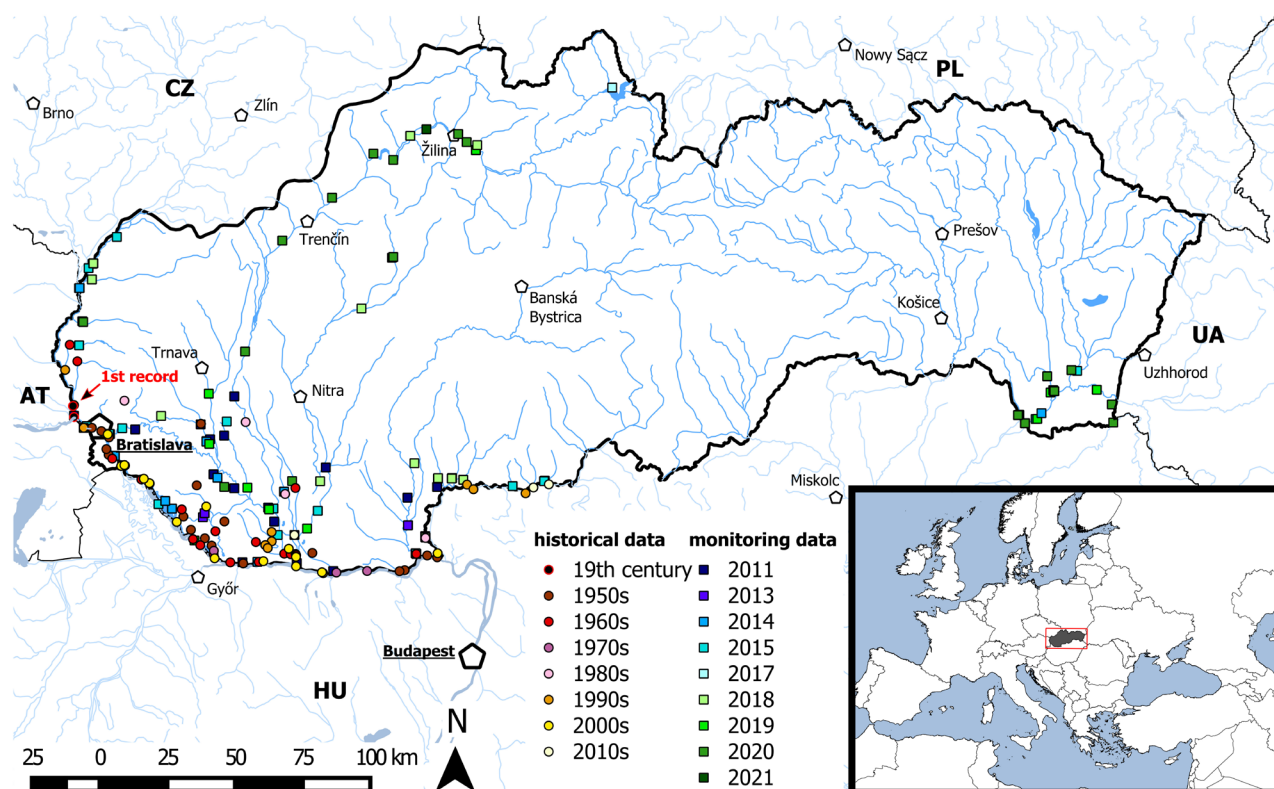 Nowy Sącz
PL
CZ
Zlín
Brno
Žilina
Trenčín
Prešov
Banská
Bystrica
Košice
UA
Uzhhorod
Trnava
1st record
AT
Nitra
Bratislava
Miskolc
Győr
Budapest
HU
historical data
19th century
1950s
1960s
1970s
1980s
1990s
2000s
2010s
monitoring data
2011
2013
2014
2015
2017
2018
2019
2020
2021
N
25 0 25 50 75 100 km